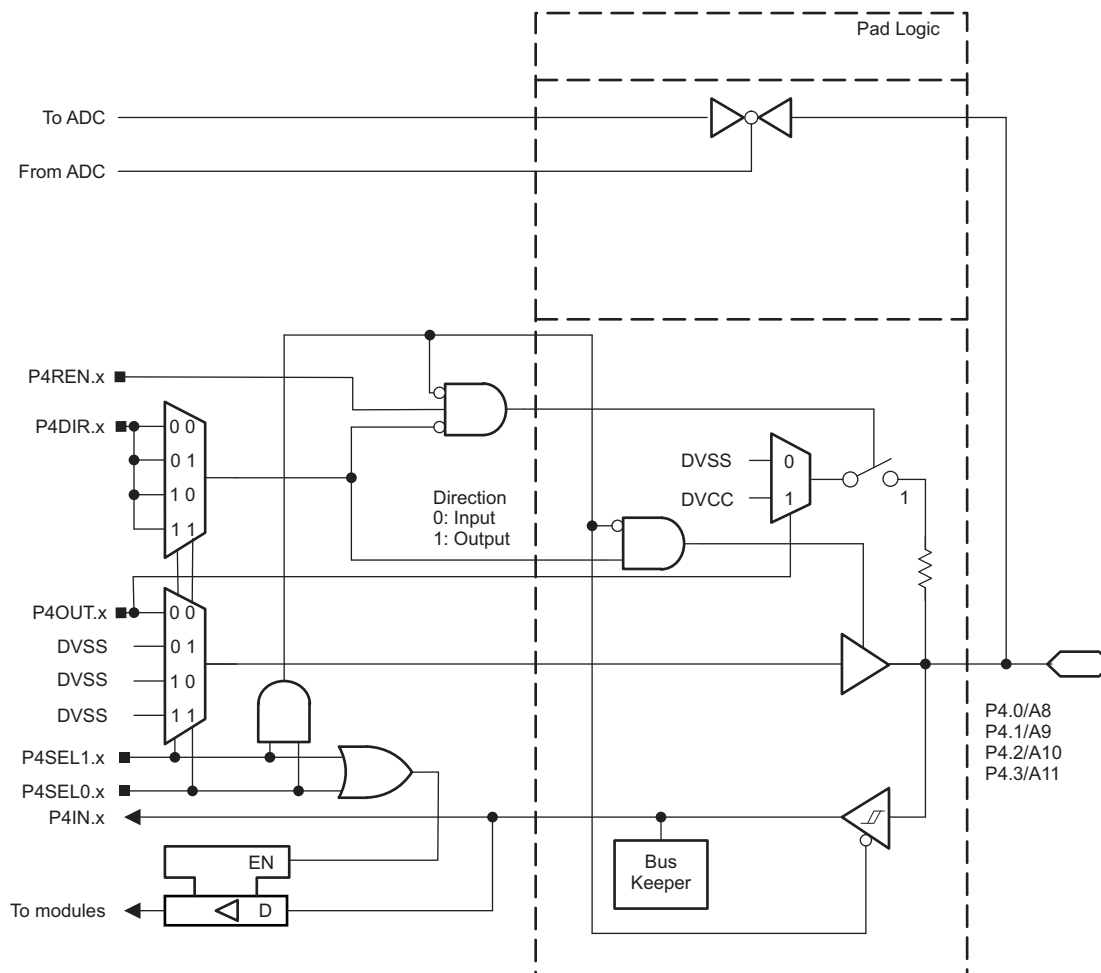 Pad Logic
To ADC
From ADC
P4REN.x
P4DIR.x
0 0
0 1
1 0
1 1
Direction
0: Input
1: Output
DVSS
0
DVCC
1
1
P4OUT.x
0 0
DVSS
0 1
DVSS
1 0
DVSS
1 1
P4.0/A8
P4.1/A9
P4.2/A10
P4.3/A11
P4SEL1.x
P4SEL0.x
P4IN.x
Bus
Keeper
EN
To modules
D